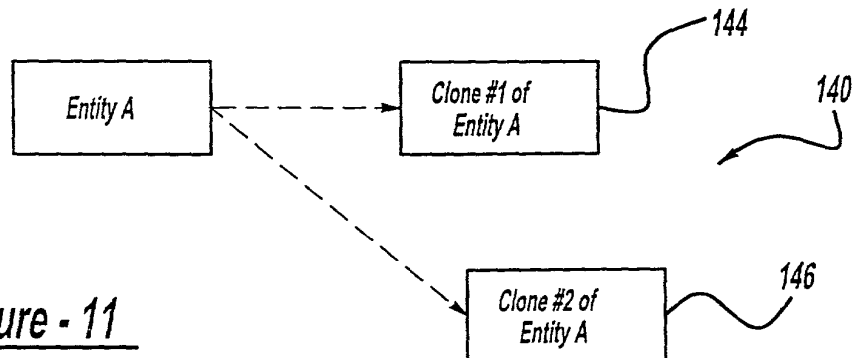 144
Entity A
Clone #1 of
Entity A
140
146
Clone #2 of
Entity A
ure - 11